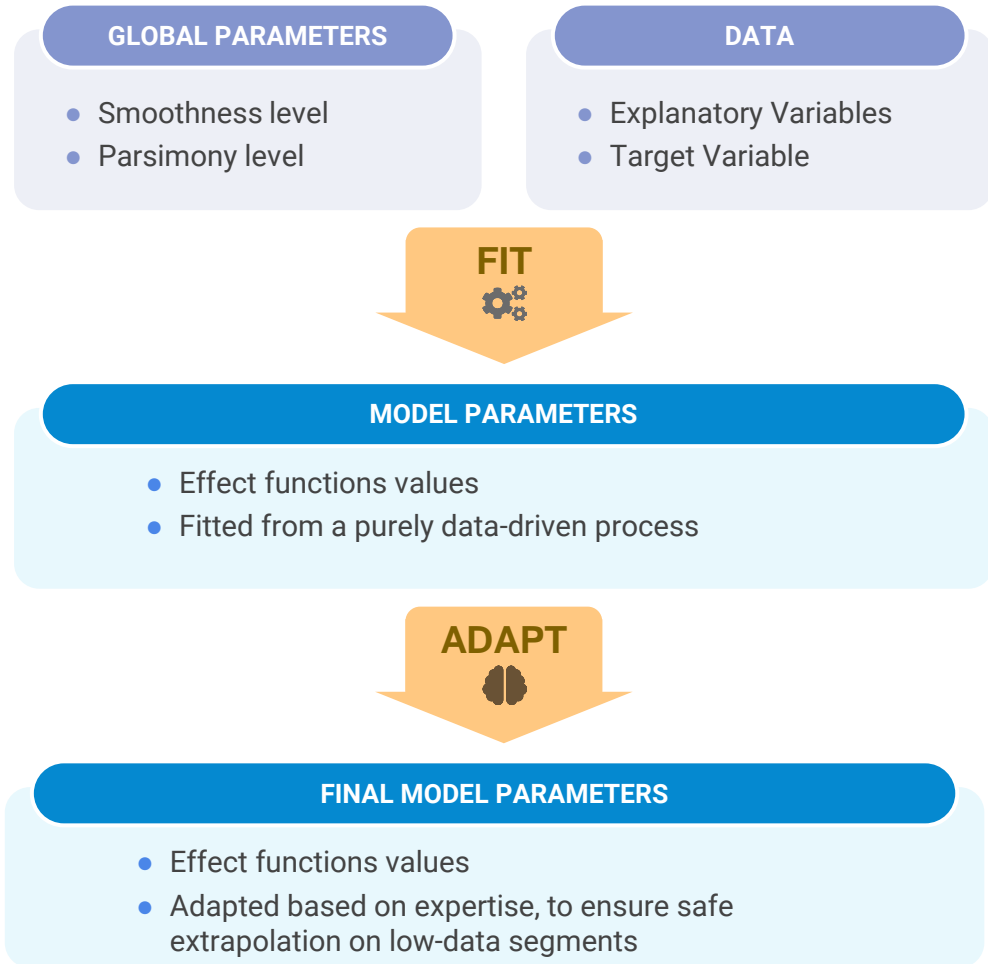 GLOBAL PARAMETERS
Smoothness level
Parsimony level
DATA
Explanatory Variables
Target Variable
FIT
MODEL PARAMETERS
Effect functions values
Fitted from a purely data-driven process
ADAPT
FINAL MODEL PARAMETERS
Effect functions values
Adapted based on expertise, to ensure safe
extrapolation on low-data segments